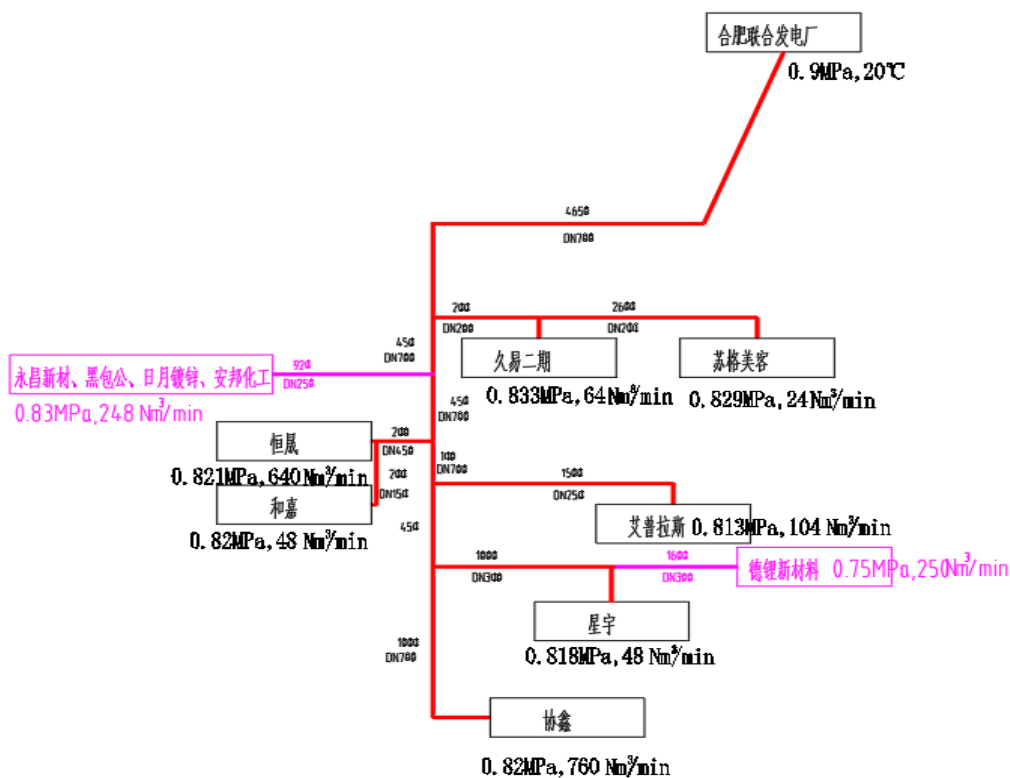 合肥联合发电厂
0.9MPa,20℃
4650
DN700
200
2600
DN200
DN200
450
DN700
久易二期
苏格美容
0.833MPa,64Nm³/min
0.829MPa,24Nm³/min
永昌新材、黑包公、日月镀锌、安邦化工
920
DN250
0.83MPa,248 Nm³/min
450
DN700
恒晟
200
DN450
100
DN700
0.821MPa,640 Nm³/min
200
DN150
和嘉
0.82MPa,48 Nm³/min
1500
DN250
艾普拉斯 0.813MPa,104 Nm³/min
450
1000
DN300
1600
DN300
德锂新材料 0.75MPa,250Nm³/min
星宇
0.818MPa,48 Nm³/min
1000
DN700
协鑫
0.82MPa,760 Nm³/min